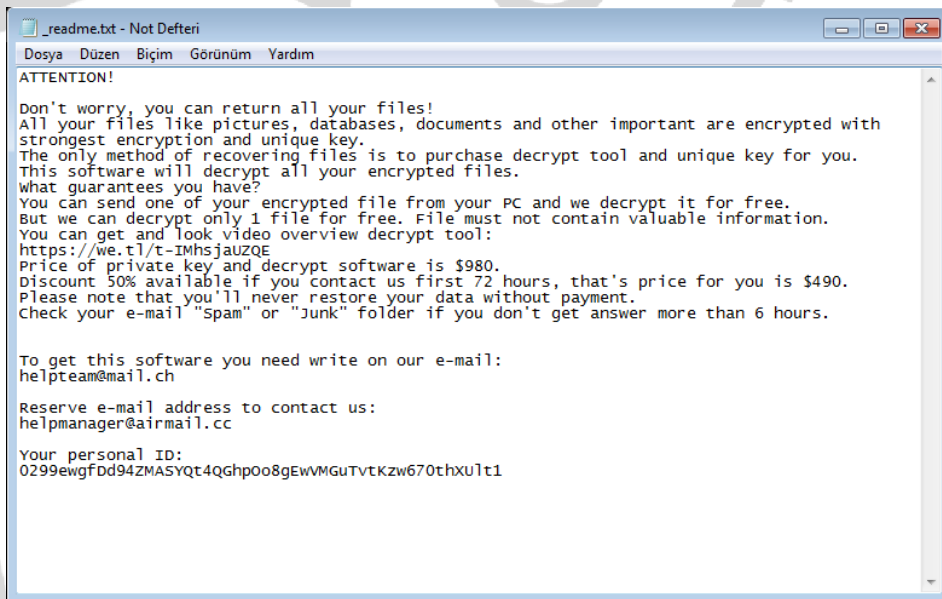 _readme.txt - Not Defteri
Dosya Düzen Biçim Görünüm Yardım
ATTENTION!
Don't worry, you can return all your files!
All your files like pictures, databases, documents and other important are encrypted with
strongest encryption and unique key.
The only method of recovering files is to purchase decrypt tool and unique key for you.
This software will decrypt all your encrypted files.
What guarantees you have?
You can send one of your encrypted file from your PC and we decrypt it for free.
But we can decrypt only 1 file for free. File must not contain valuable information.
You can get and look video overview decrypt tool:
https://we.tl/t-IMhsjaUZQE
Price of private key and decrypt software is $980.
Discount 50% available if you contact us first 72 hours, that's price for you is $490.
Please note that you'll never restore your data without payment.
Check your e-mail "Spam" or "Junk" folder if you don't get answer more than 6 hours.
To get this software you need write on our e-mail:
helpteam@mail.ch
Reserve e-mail address to contact us:
helpmanager@airmail.cc
Your personal ID:
0299ewgfDd94ZMASYQt4QGhpOo8gEwVMGuTvtKzw670thXUlt1